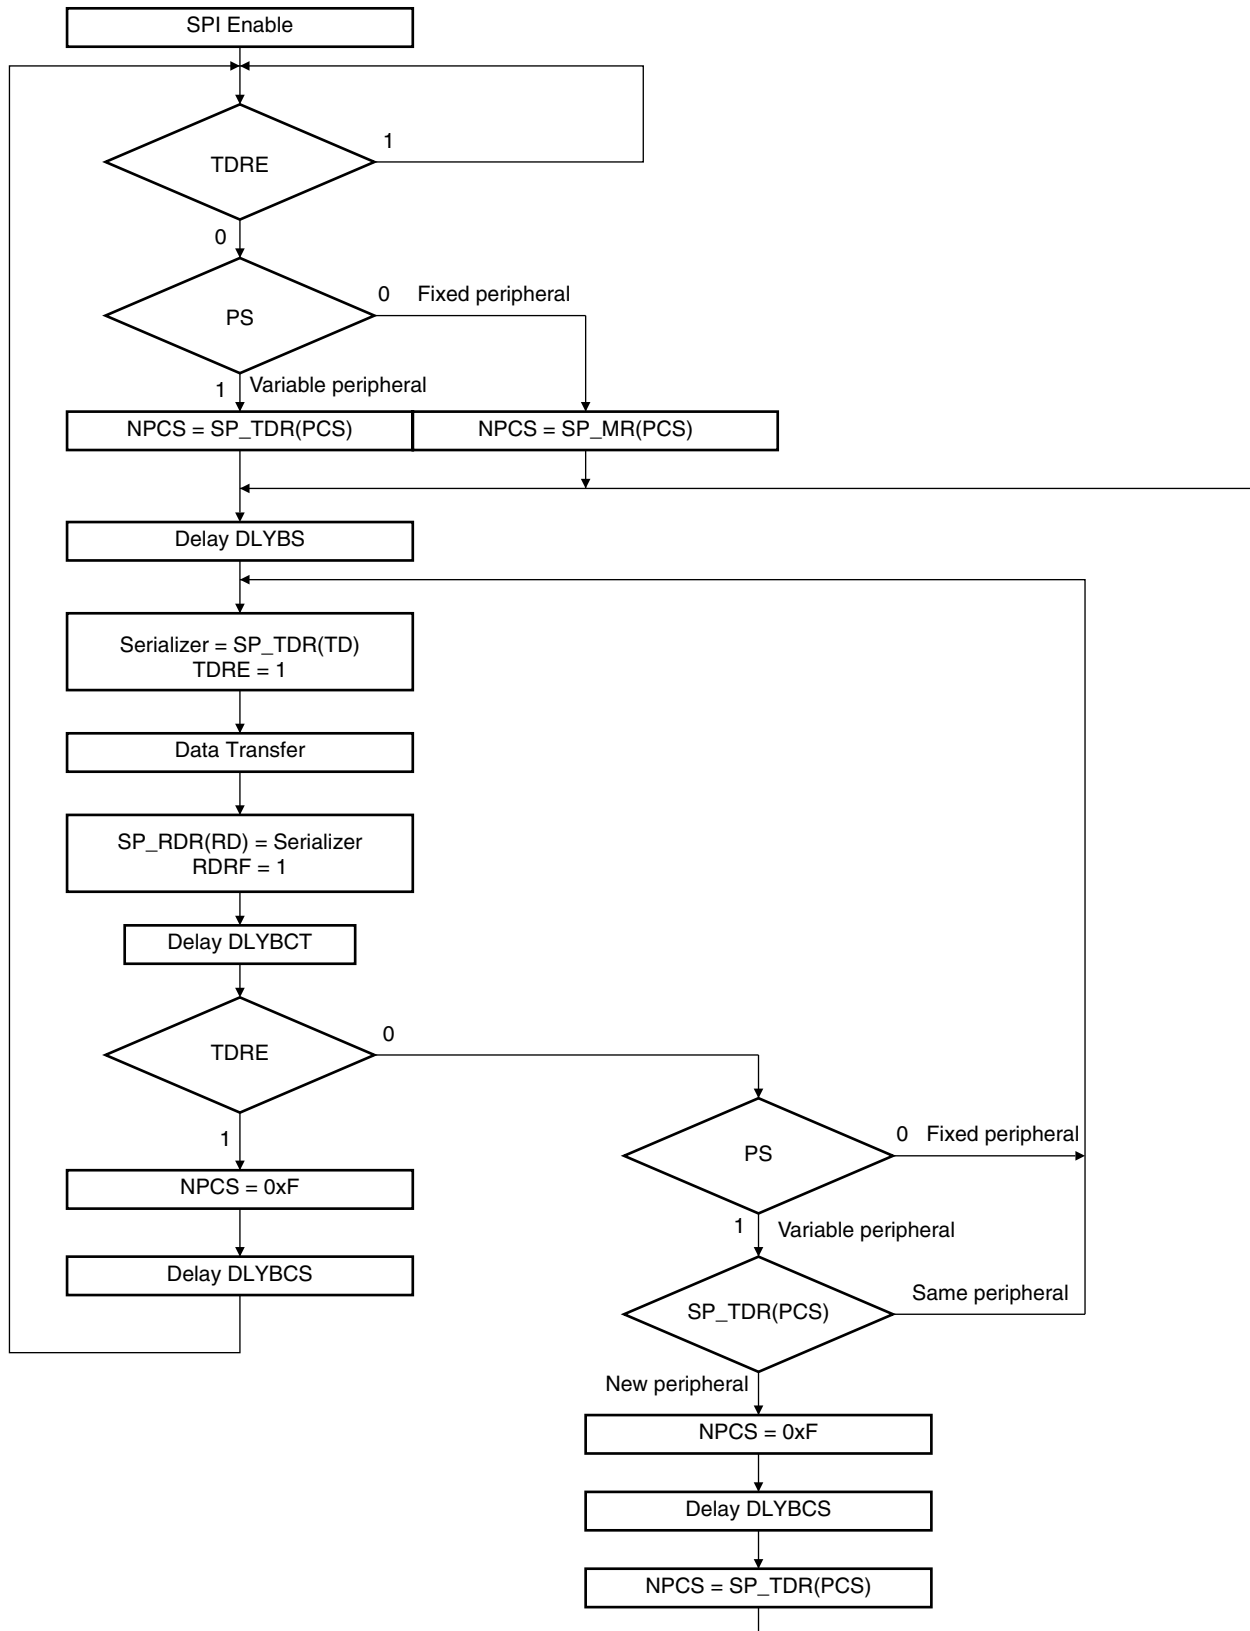 SPI Enable
TDRE
1
0
PS
0 Fixed peripheral
1 Variable peripheral
NPCS = SP_TDR(PCS)
NPCS = SP_MR(PCS)
Delay DLYBS
Serializer = SP_TDR(TD)
TDRE = 1
Data Transfer
SP_RDR(RD) = Serializer
RDRF = 1
Delay DLYBCT
TDRE
0
1
NPCS = 0xF
Delay DLYBCS
PS
0 Fixed peripheral
1 Variable peripheral
SP_TDR(PCS)
Same peripheral
New peripheral
NPCS = 0xF
Delay DLYBCS
NPCS = SP_TDR(PCS)